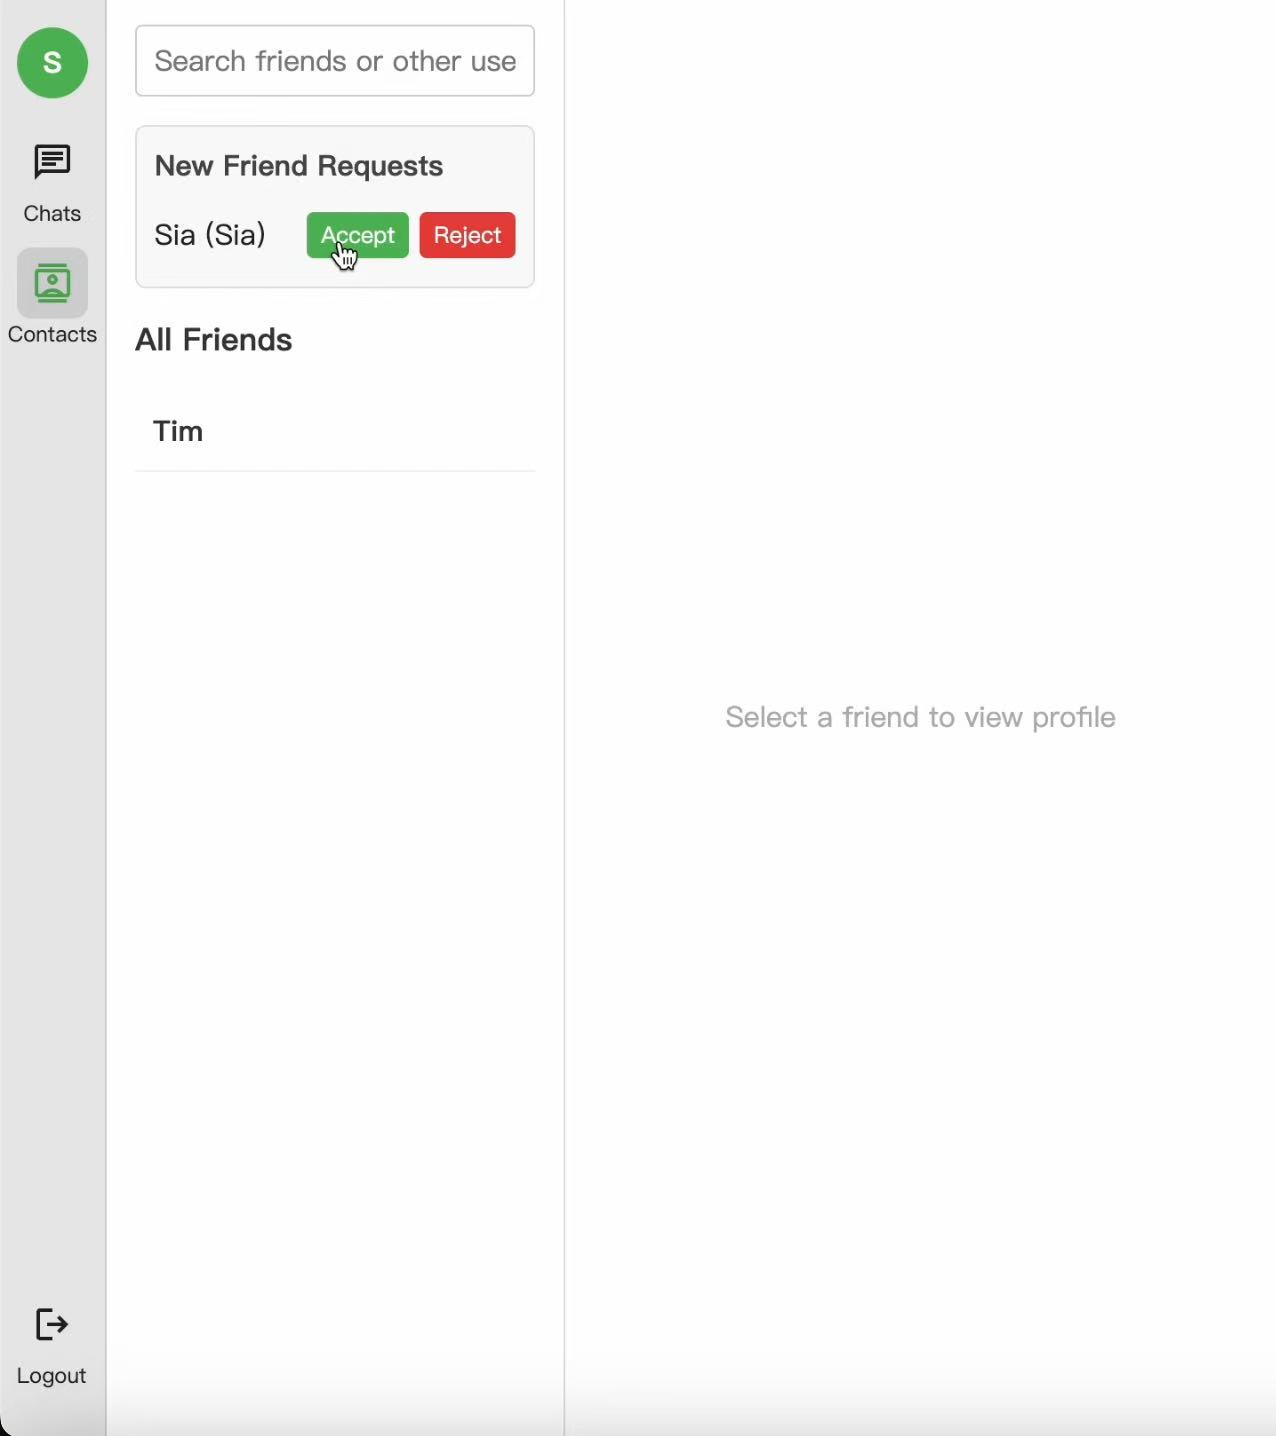 S
Search friends or other use
Chats
New Friend Requests
Sia (Sia) Accept Reject
Contacts
All Friends
Tim
Select a friend to view profile
Logout